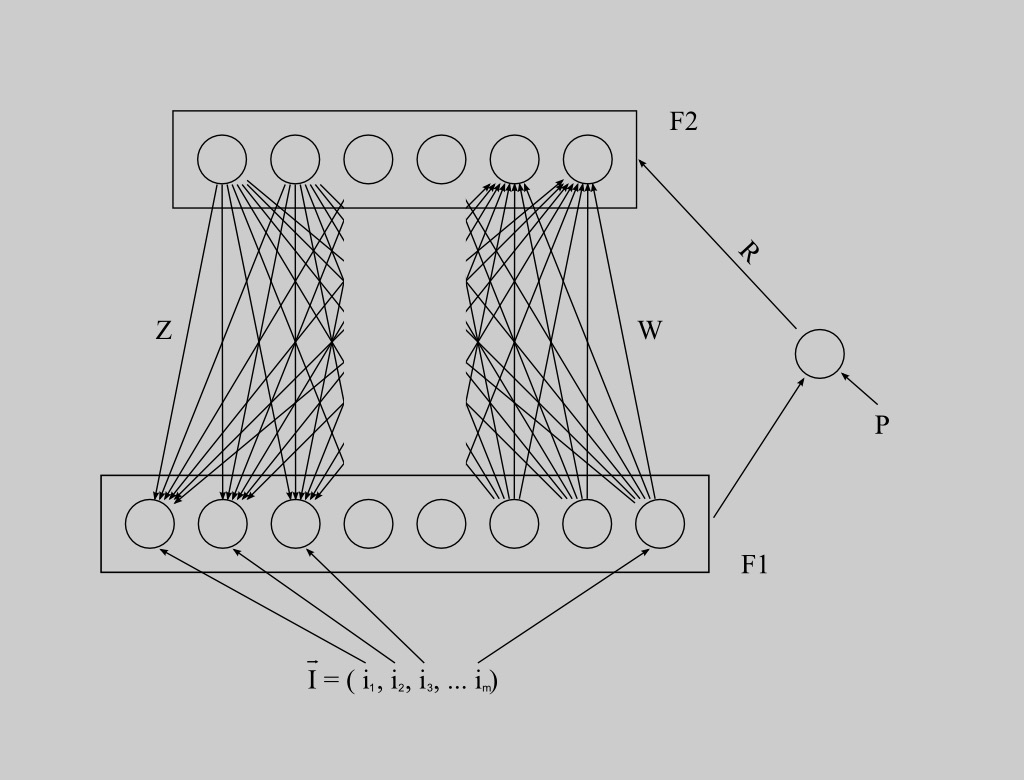 F2
R
Z
W
P
F1
I⃗ = ( i₁, i₂, i₃, ... iₘ)